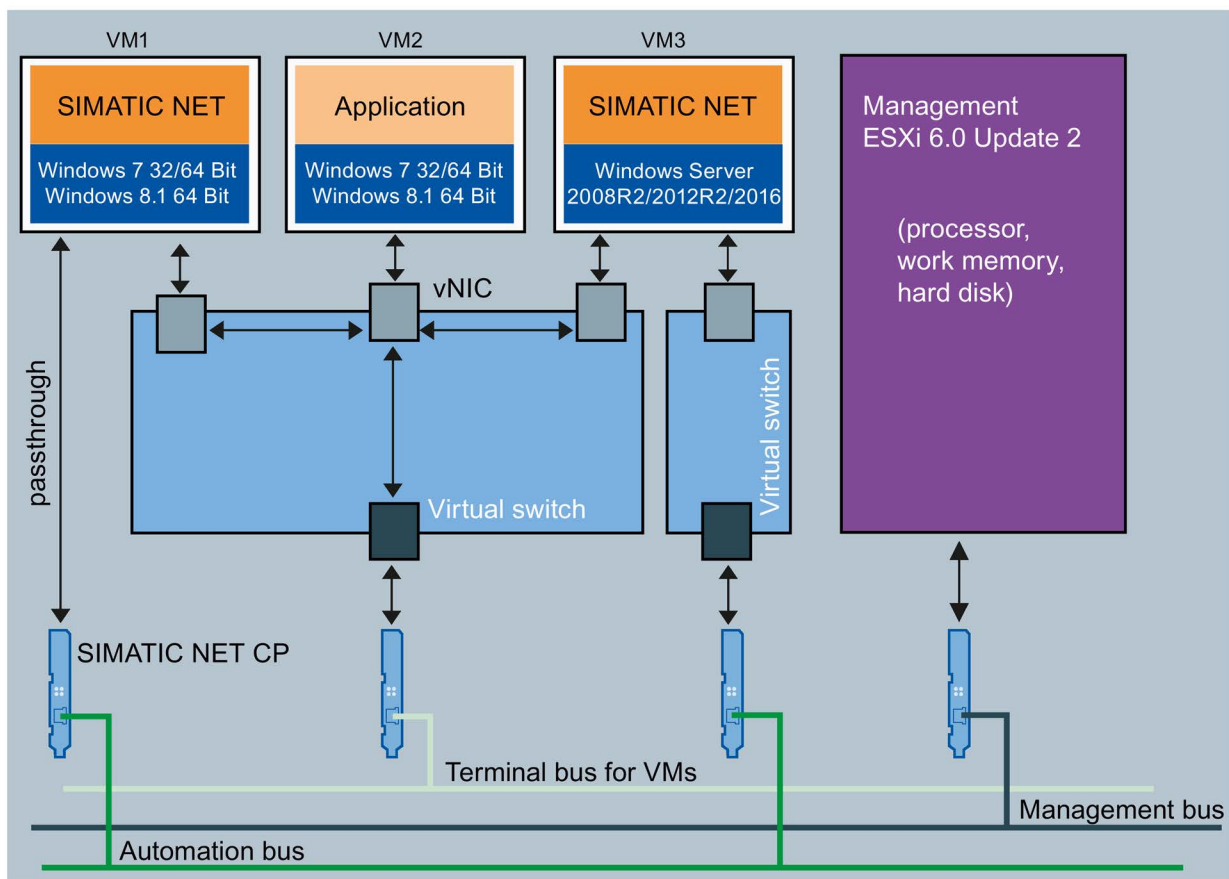 VM1
VM2
VM3
SIMATIC NET
Windows 7 32/64 Bit
Windows 8.1 64 Bit
Application
Windows 7 32/64 Bit
Windows 8.1 64 Bit
SIMATIC NET
Windows Server
2008R2/2012R2/2016
Management
ESXi 6.0 Update 2
(processor,
work memory,
hard disk)
vNIC
passthrough
Virtual switch
Virtual switch
SIMATIC NET CP
Terminal bus for VMs
Management bus
Automation bus